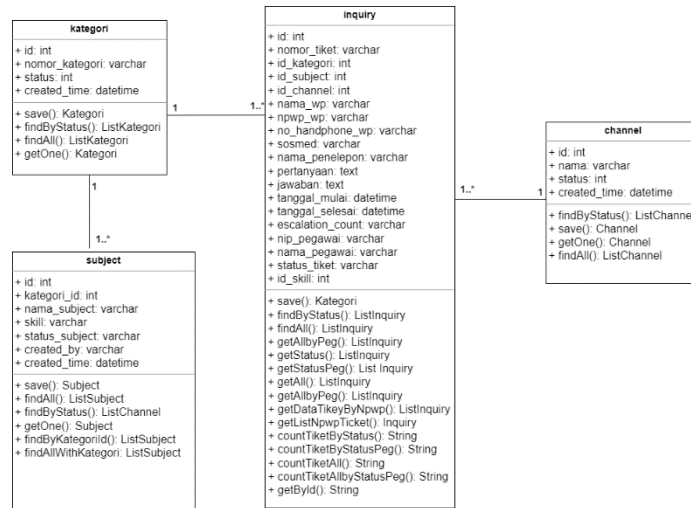 kategori
+ id: int
+ nomor_kategori: varchar
+ status: int
+ created_time: datetime
+ save(): Kategori
+ findByStatus(): ListKategori
+ findAll(): ListKategori
+ getOne(): Kategori
1
1..*
1
1..*
subject
+ id: int
+ kategori_id: int
+ nama_subject: varchar
+ skill: varchar
+ status_subject: varchar
+ created_by: varchar
+ created_time: datetime
+ save(): Subject
+ findAll(): ListSubject
+ findByStatus(): ListChannel
+ getOne(): Subject
+ findByKategoriId(): ListSubject
+ findAllWithKategori: ListSubject
inquiry
+ id: int
+ nomor_tiket: varchar
+ id_kategori: int
+ id_subject: int
+ id_channel: int
+ nama_wp: varchar
+ npwp_wp: varchar
+ no_handphone_wp: varchar
+ sosmed: varchar
+ nama_penelepon: varchar
+ pertanyaan: text
+ jawaban: text
+ tanggal_mulai: datetime
+ tanggal_selesai: datetime
+ escalation_count: varchar
+ nip_pegawai: varchar
+ nama_pegawai: varchar
+ status_tiket: varchar
+ id_skill: int
+ save(): Kategori
+ findByStatus(): ListInquiry
+ findAll(): ListInquiry
+ getAllbyPeg(): ListInquiry
+ getStatus(): ListInquiry
+ getStatusPeg(): List Inquiry
+ getAll(): ListInquiry
+ getAllbyPeg(): ListInquiry
+ getDataTikeyByNpwp(): ListInquiry
+ getListNpwpTicket(): Inquiry
+ countTiketByStatus(): String
+ countTiketByStatusPeg(): String
+ countTiketAll(): String
+ countTiketAllbyStatusPeg(): String
+ getById(): String
1..*
1
channel
+ id: int
+ nama: varchar
+ status: int
+ created_time: datetime
+ findByStatus(): ListChannel
+ save(): Channel
+ getOne(): Channel
+ findAll(): ListChannel